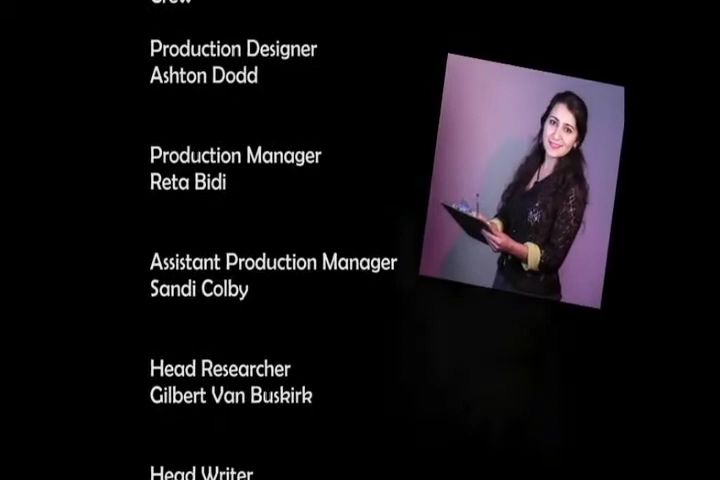 Crew
Production Designer
Ashton Dodd
Production Manager
Reta Bidi
Assistant Production Manager
Sandi Colby
Head Researcher
Gilbert Van Buskirk
Head Writer